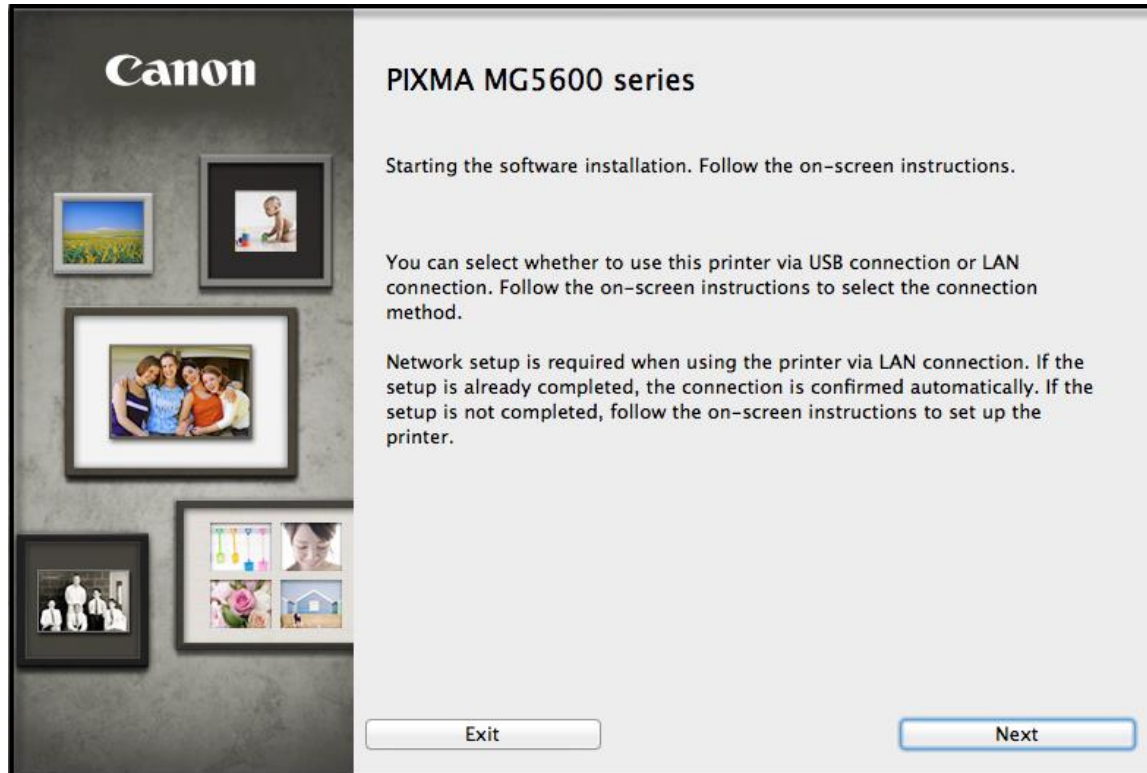 Canon
PIXMA MG5600 series
Starting the software installation. Follow the on-screen instructions.
You can select whether to use this printer via USB connection or LAN
connection. Follow the on-screen instructions to select the connection
method.
Network setup is required when using the printer via LAN connection. If the
setup is already completed, the connection is confirmed automatically. If the
setup is not completed, follow the on-screen instructions to set up the
printer.
Exit
Next